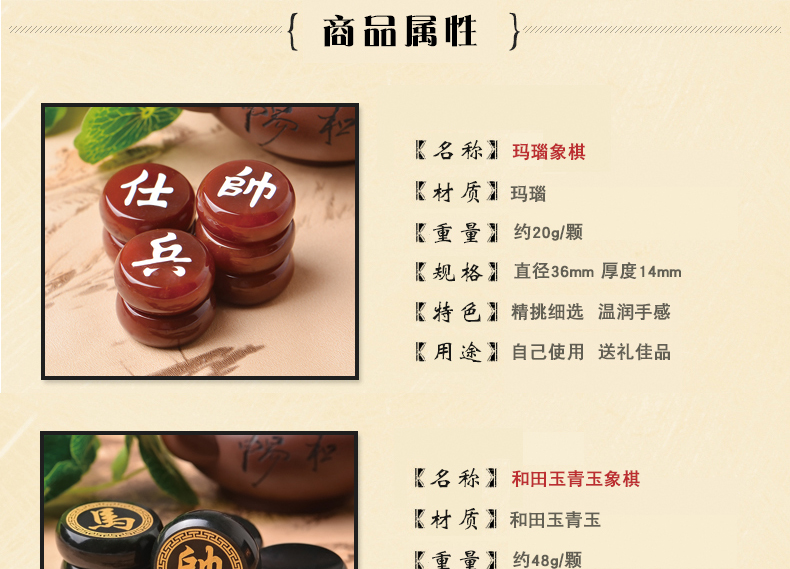 { 商品属性 }
仕
帥
兵
【名称】 玛瑙象棋
【材质】 玛瑙
【重量】 约20g/颗
【规格】 直径36mm 厚度14mm
【特色】 精挑细选 温润手感
【用途】 自己使用 送礼佳品
馬
帥
【名称】 和田玉青玉象棋
【材质】 和田玉青玉
【重量】 约48g/颗